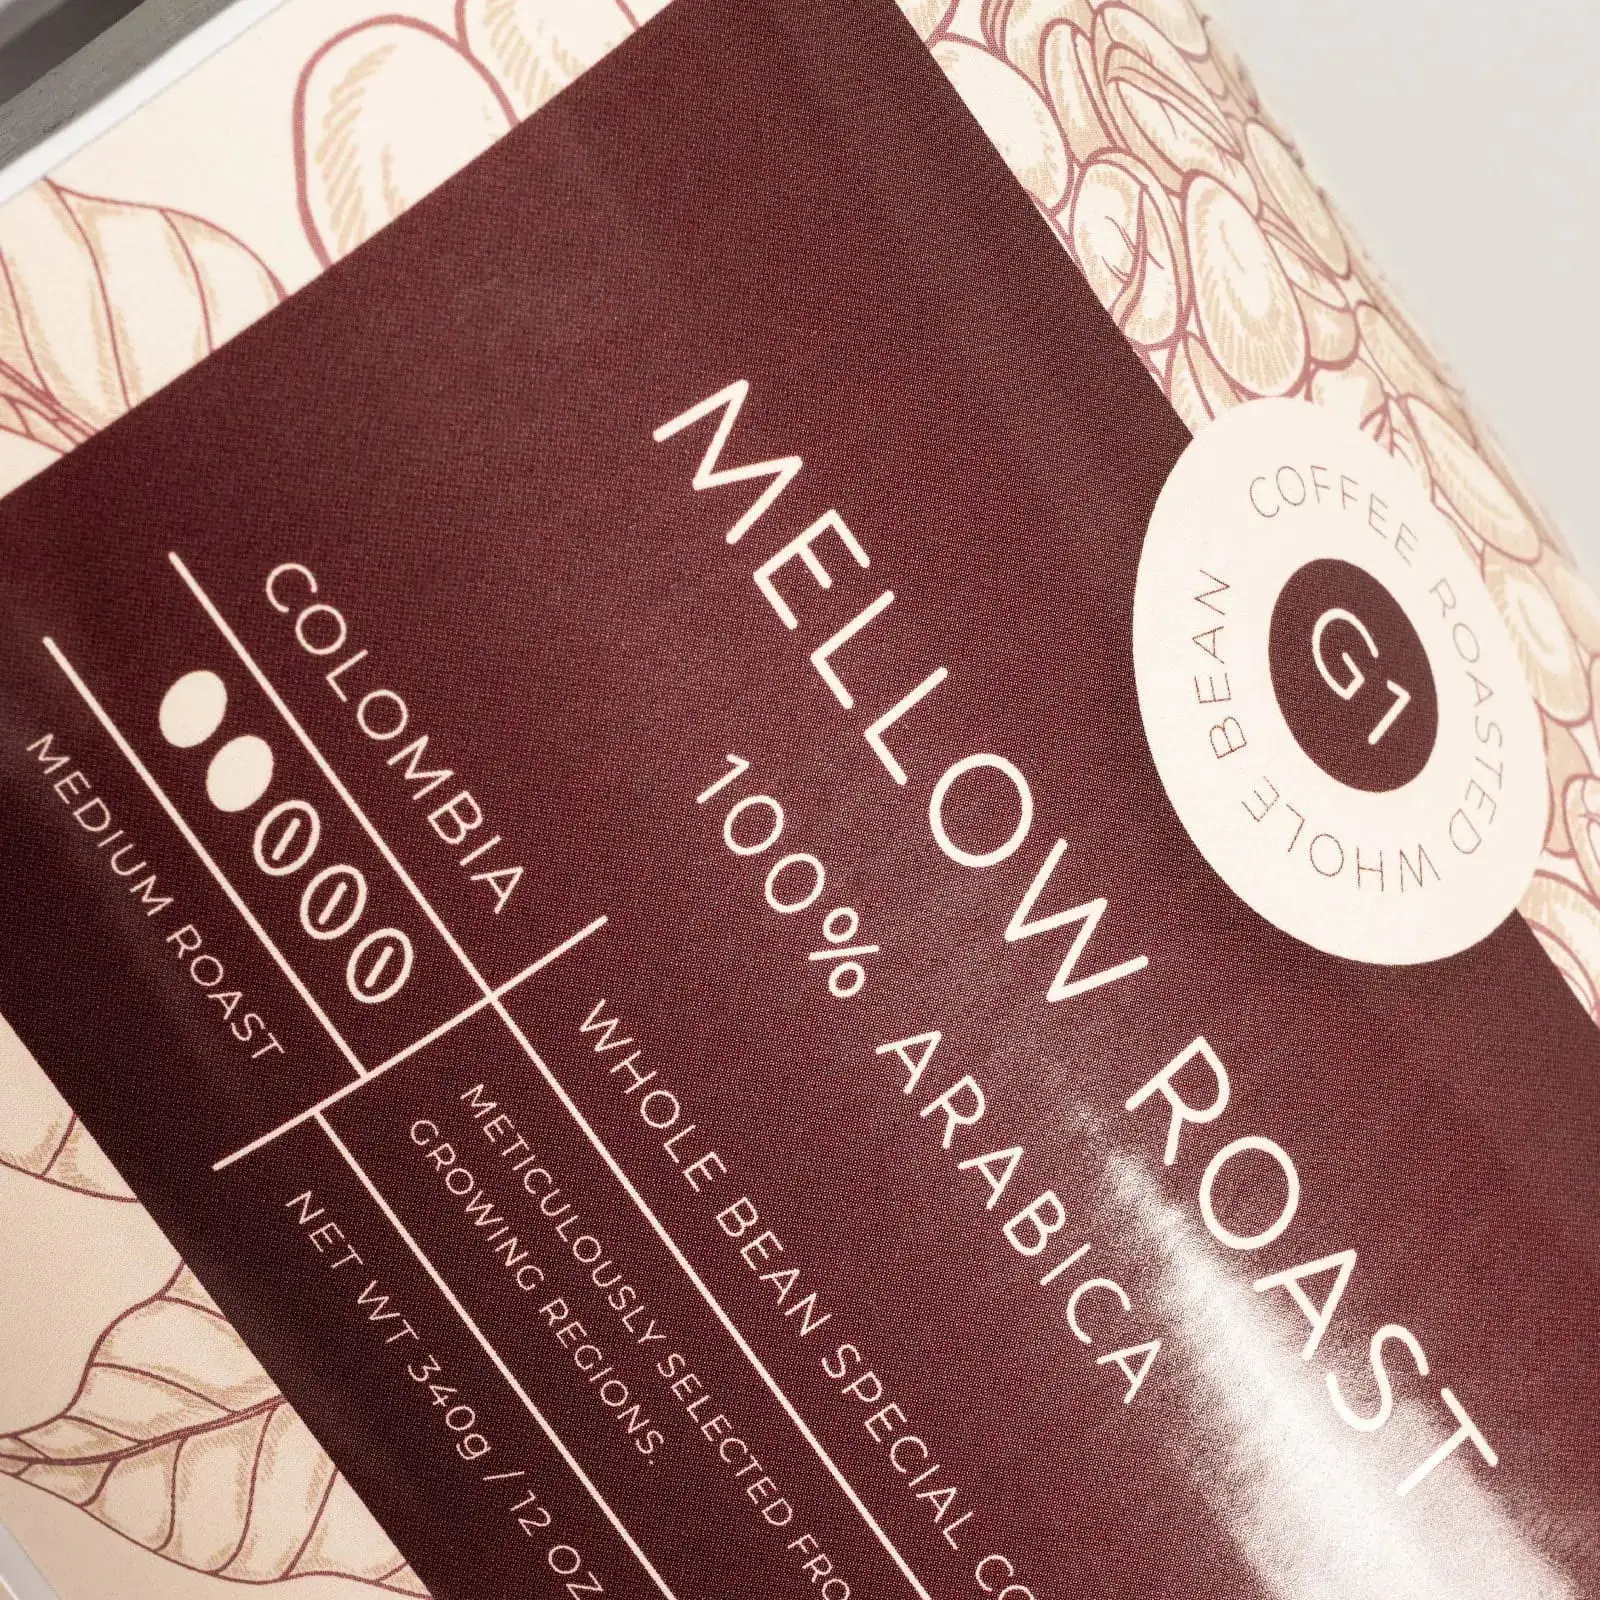 COFFEE ROASTED WHOLE BEAN
G1
MELLOW ROAST
100% ARABICA
COLOMBIA
MEDIUM ROAST
WHOLE BEAN SPECIAL
METICULOUSLY SELECTED
GROWING REGIONS.
NET WT 340g / 12 OZ